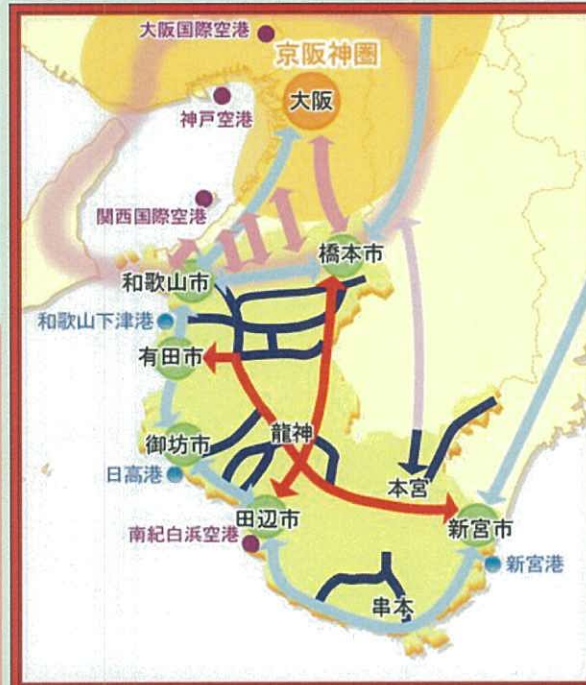 大阪国際空港
京阪神圏
大阪
神戸空港
関西国際空港
橋本市
和歌山市
和歌山下津港
有田市
龍神
御坊市
日高港
本宮
田辺市
新宮市
南紀白浜空港
新宮港
串本